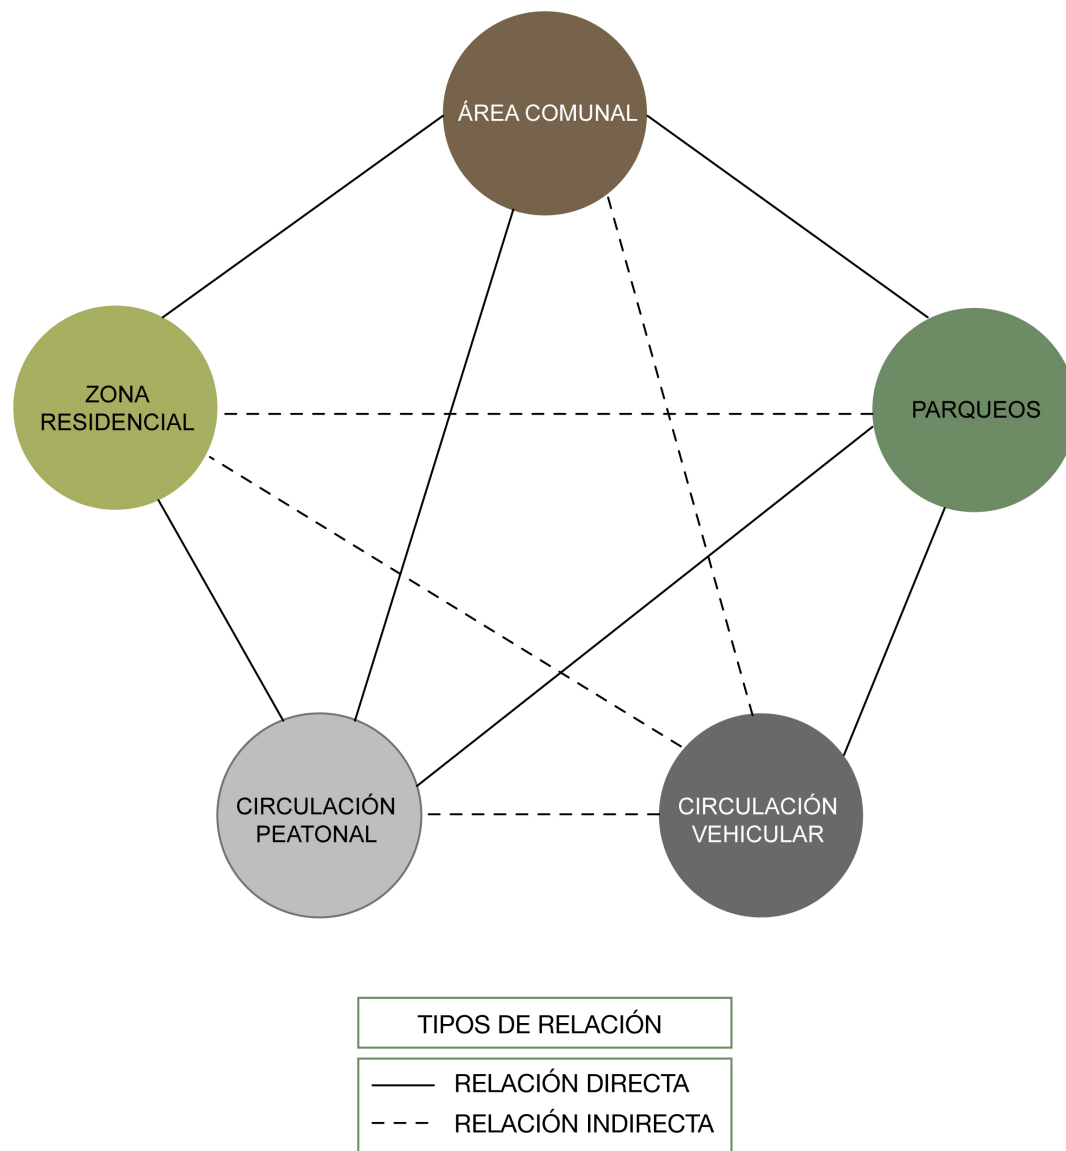 ÁREA COMUNAL
ZONA
RESIDENCIAL
PARQUEOS
CIRCULACIÓN
PEATONAL
CIRCULACIÓN
VEHICULAR
TIPOS DE RELACIÓN
RELACIÓN DIRECTA
RELACIÓN INDIRECTA